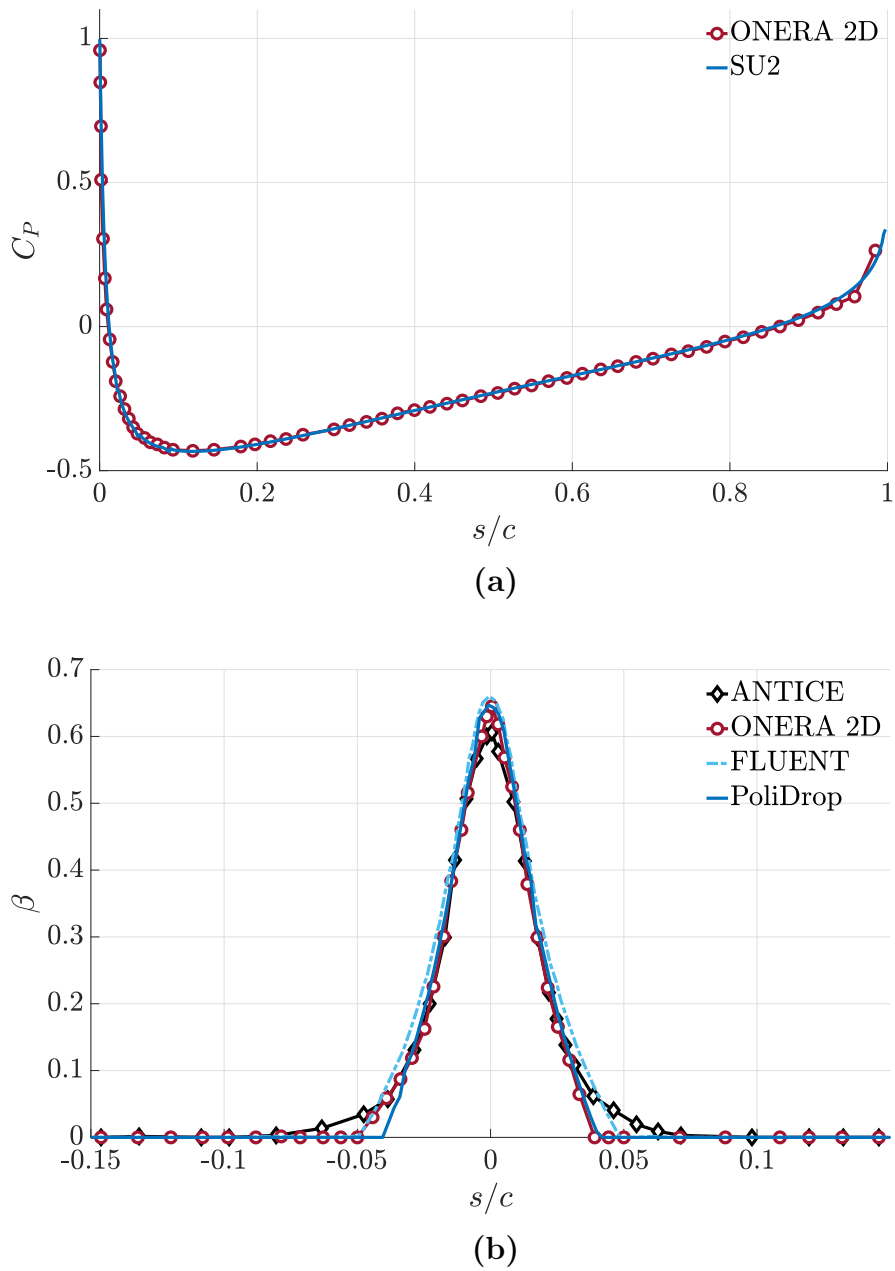 ONERA 2D
SU2
1
0.5
0
-0.5
C_P
0 0.2 0.4 0.6 0.8 1
s/c
(a)
ANTICE
ONERA 2D
FLUENT
PoliDrop
0.7
0.6
0.5
0.4
0.3
0.2
0.1
0
β
-0.15 -0.1 -0.05 0 0.05 0.1
s/c
(b)